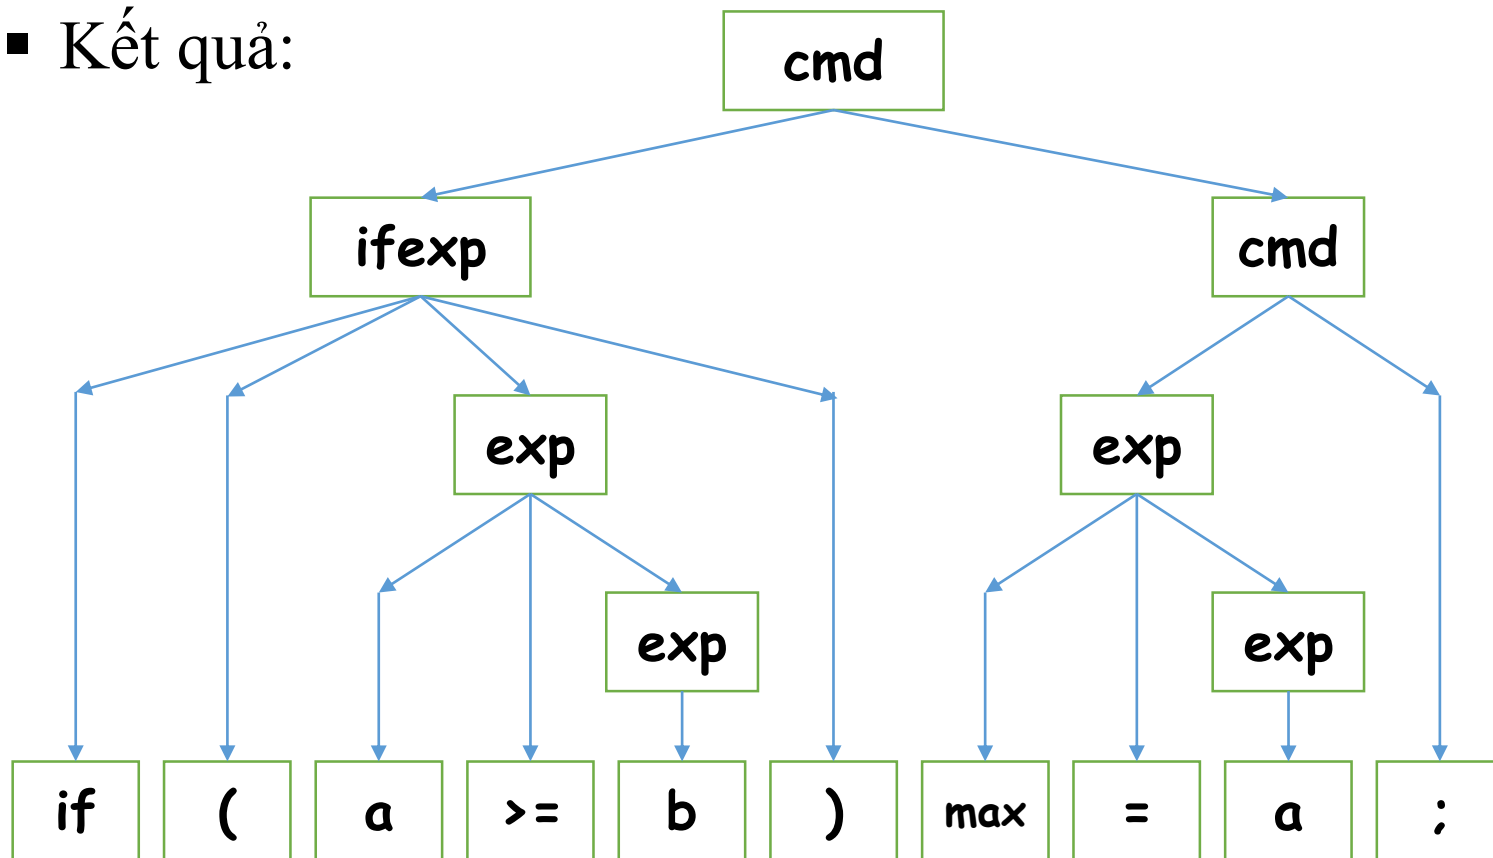 ▪ Kết quả:
cmd
ifexp cmd
exp exp
exp exp
if ( a >= b ) max = a ;